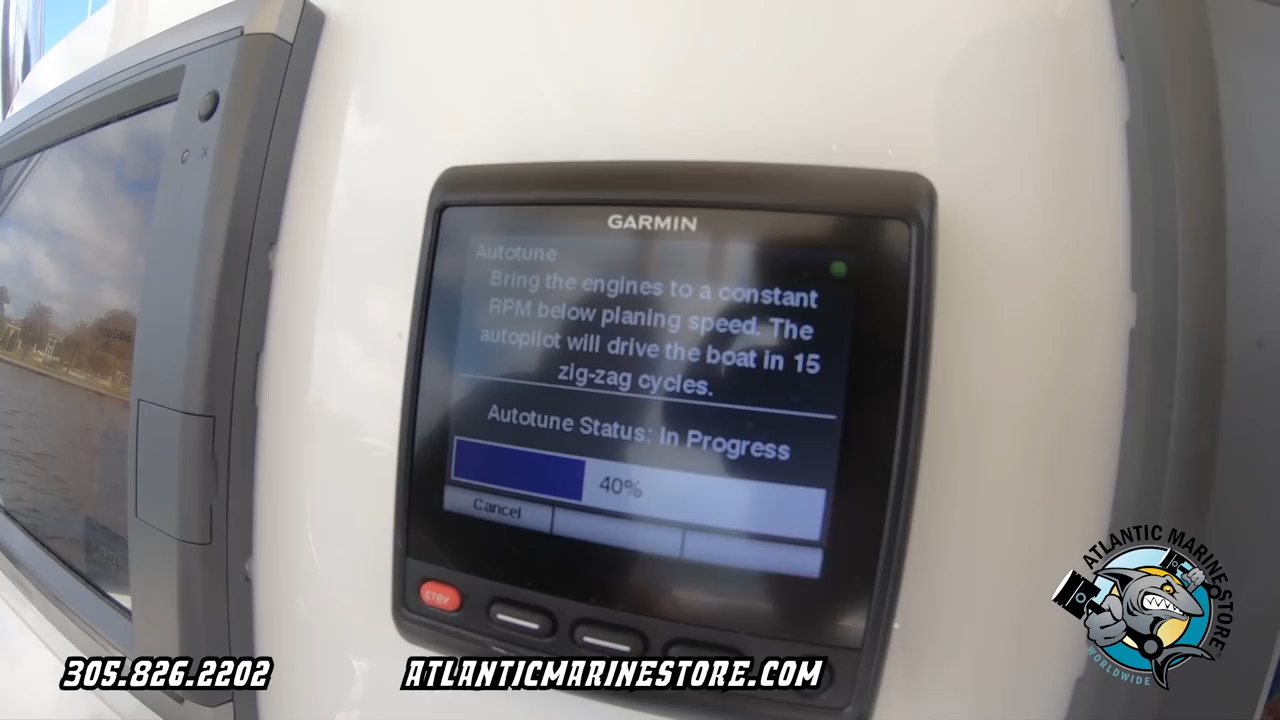 GARMIN
Autotune
Bring the engines to a constant
RPM below planing speed. The
autopilot will drive the boat in 15
zig-zag cycles.
Autotune Status: In Progress
40%
Cancel
STBY
ATLANTIC MARINE STORE
WORLDWIDE
305.826.2202
ATLANTICMARINESTORE.COM